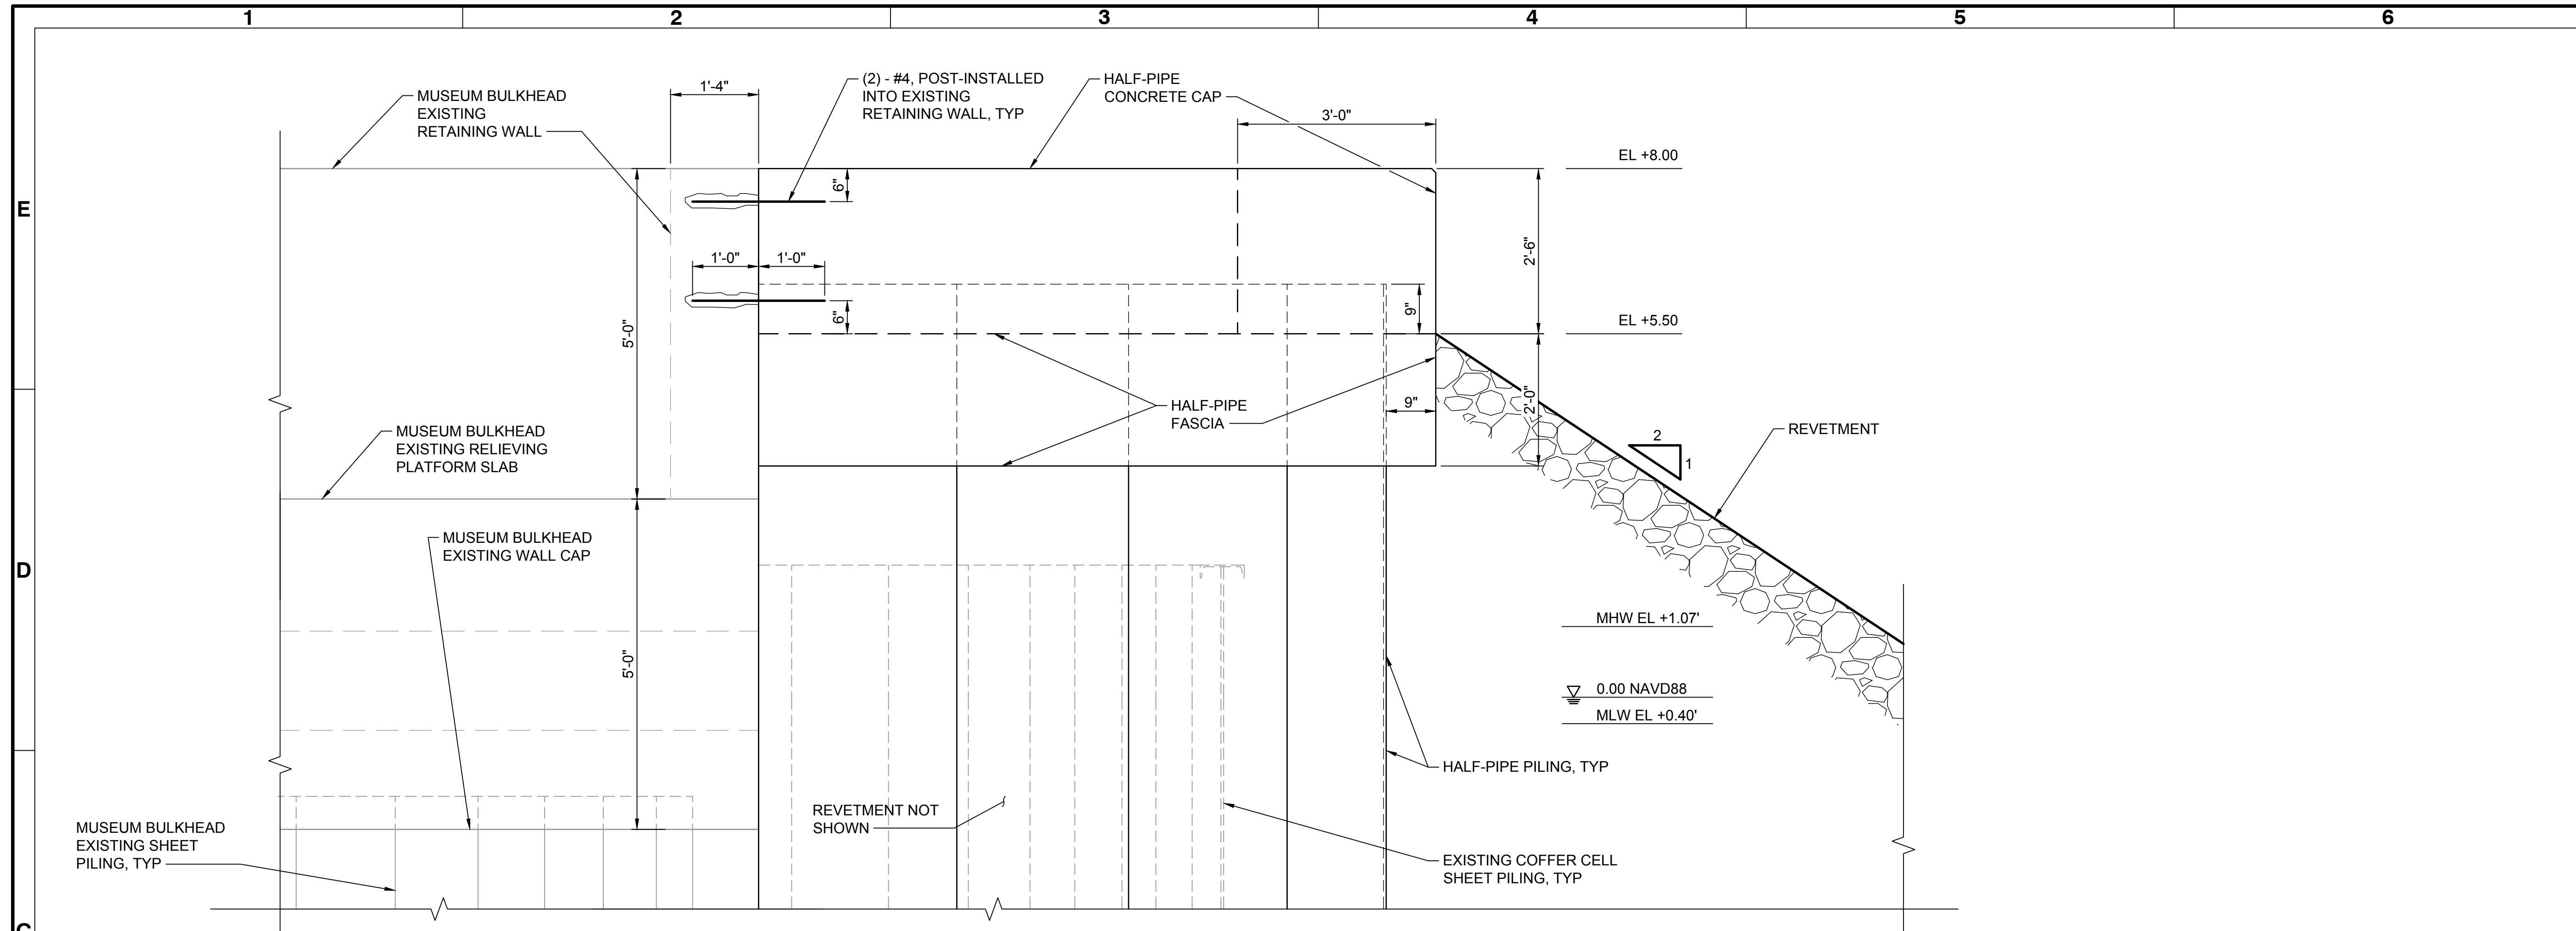 1
2
3
4
5
6
E
D
C
MUSEUM BULKHEAD
EXISTING
RETAINING WALL
1'-4"
(2) - #4, POST-INSTALLED
INTO EXISTING
RETAINING WALL, TYP
HALF-PIPE
CONCRETE CAP
3'-0"
EL +8.00
6"
2'-6"
1'-0"
1'-0"
6"
9"
EL +5.50
5'-0"
HALF-PIPE
FASCIA
9"
2'-0"
2
1
REVETMENT
MUSEUM BULKHEAD
EXISTING RELIEVING
PLATFORM SLAB
MUSEUM BULKHEAD
EXISTING WALL CAP
5'-0"
MHW EL +1.07'
0.00 NAVD88
MLW EL +0.40'
HALF-PIPE PILING, TYP
REVETMENT NOT
SHOWN
MUSEUM BULKHEAD
EXISTING SHEET
PILING, TYP
EXISTING COFFER CELL
SHEET PILING, TYP